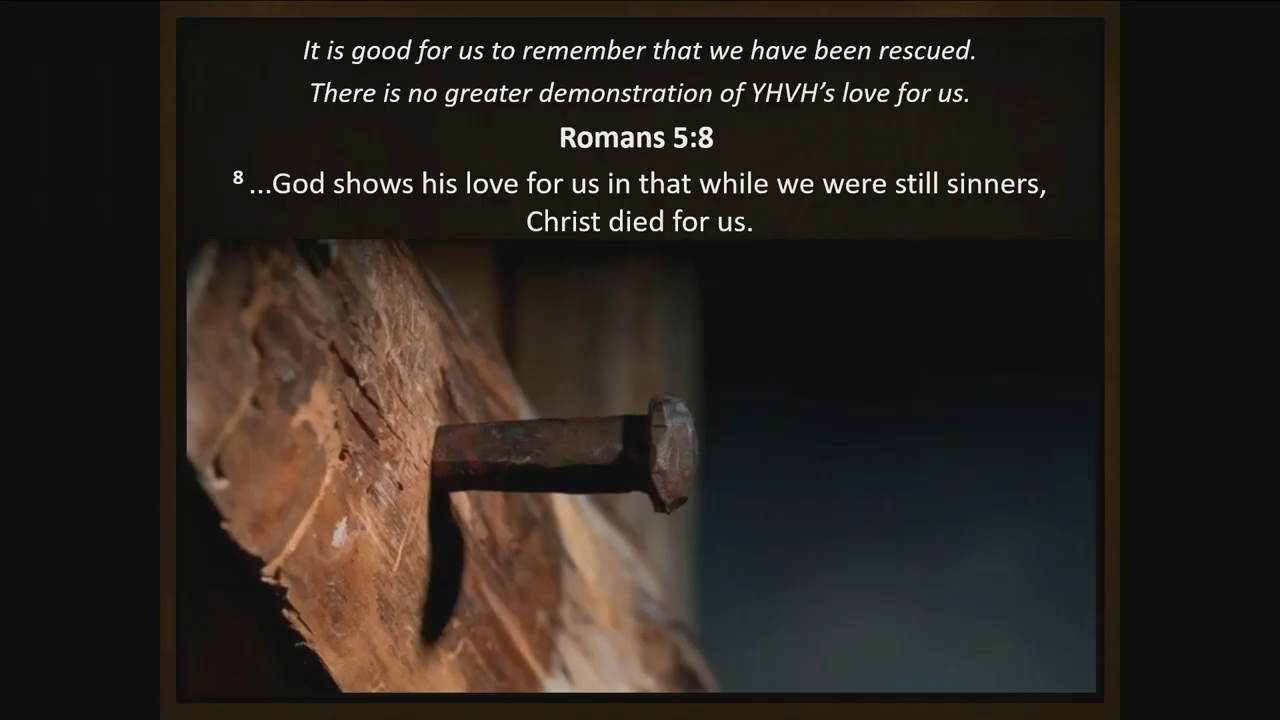 It is good for us to remember that we have been rescued.
There is no greater demonstration of YHVH’s love for us.
Romans 5:8
8 ...God shows his love for us in that while we were still sinners,
Christ died for us.